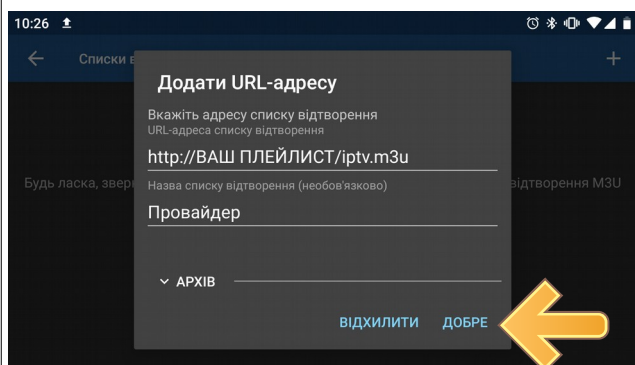 10:26
Списки в
Додати URL-адресу
Вкажіть адресу списку відтворення
URL-адреса списку відтворення
http://ВАШ ПЛЕЙЛИСТ/iptv.m3u
Будь ласка, звер
Назва списку відтворення (необов'язково)
відтворення M3U
Провайдер
АРХІВ
ВІДХИЛИТИ ДОБРЕ